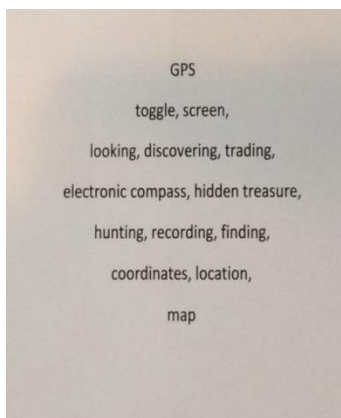 GPS
toggle, screen,
looking, discovering, trading,
electronic compass, hidden treasure,
hunting, recording, finding,
coordinates, location,
map